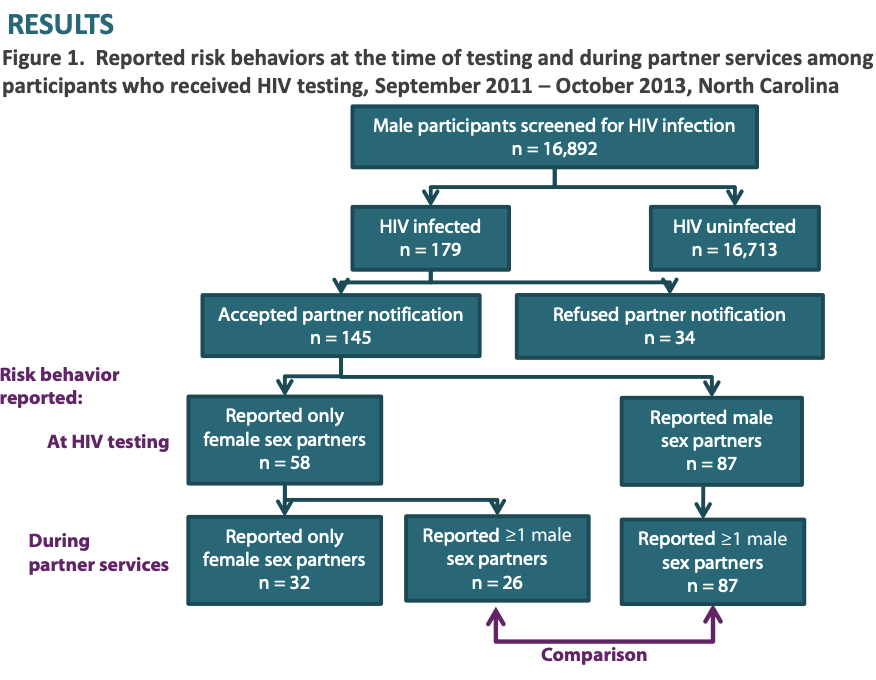 RESULTS
Figure 1.  Reported risk behaviors at the time of testing and during partner services among
participants who received HIV testing, September 2011 – October 2013, North Carolina
Male participants screened for HIV infection
n = 16,892
HIV infected
n = 179
HIV uninfected
n = 16,713
Accepted partner notification
n = 145
Refused partner notification
n = 34
Risk behavior
reported:
At HIV testing
Reported only
female sex partners
n = 58
Reported male
sex partners
n = 87
During
partner services
Reported only
female sex partners
n = 32
Reported ≥1 male
sex partners
n = 26
Reported ≥1 male
sex partners
n = 87
Comparison